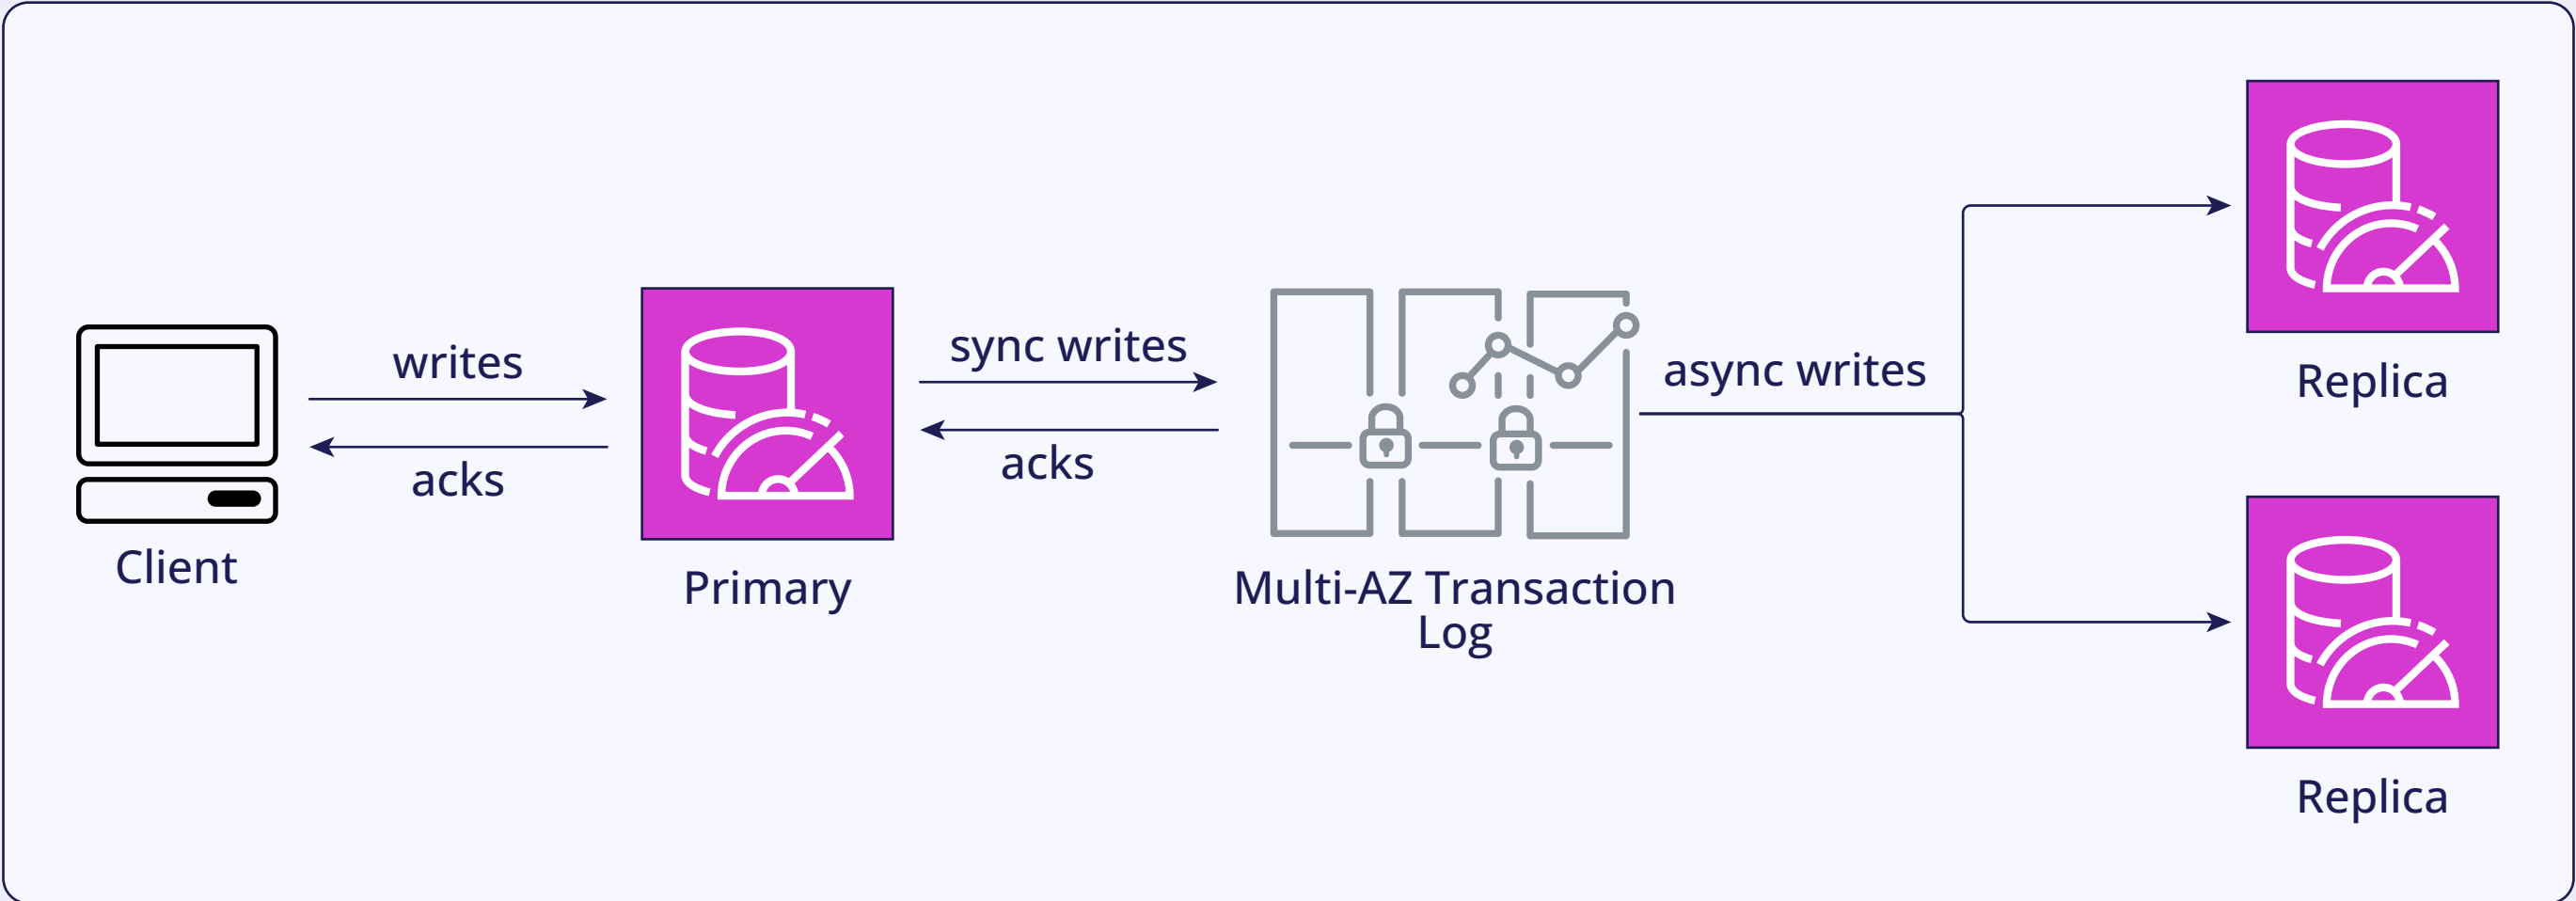 Client
writes
acks
Primary
sync writes
acks
Multi-AZ Transaction
Log
async writes
Replica
Replica